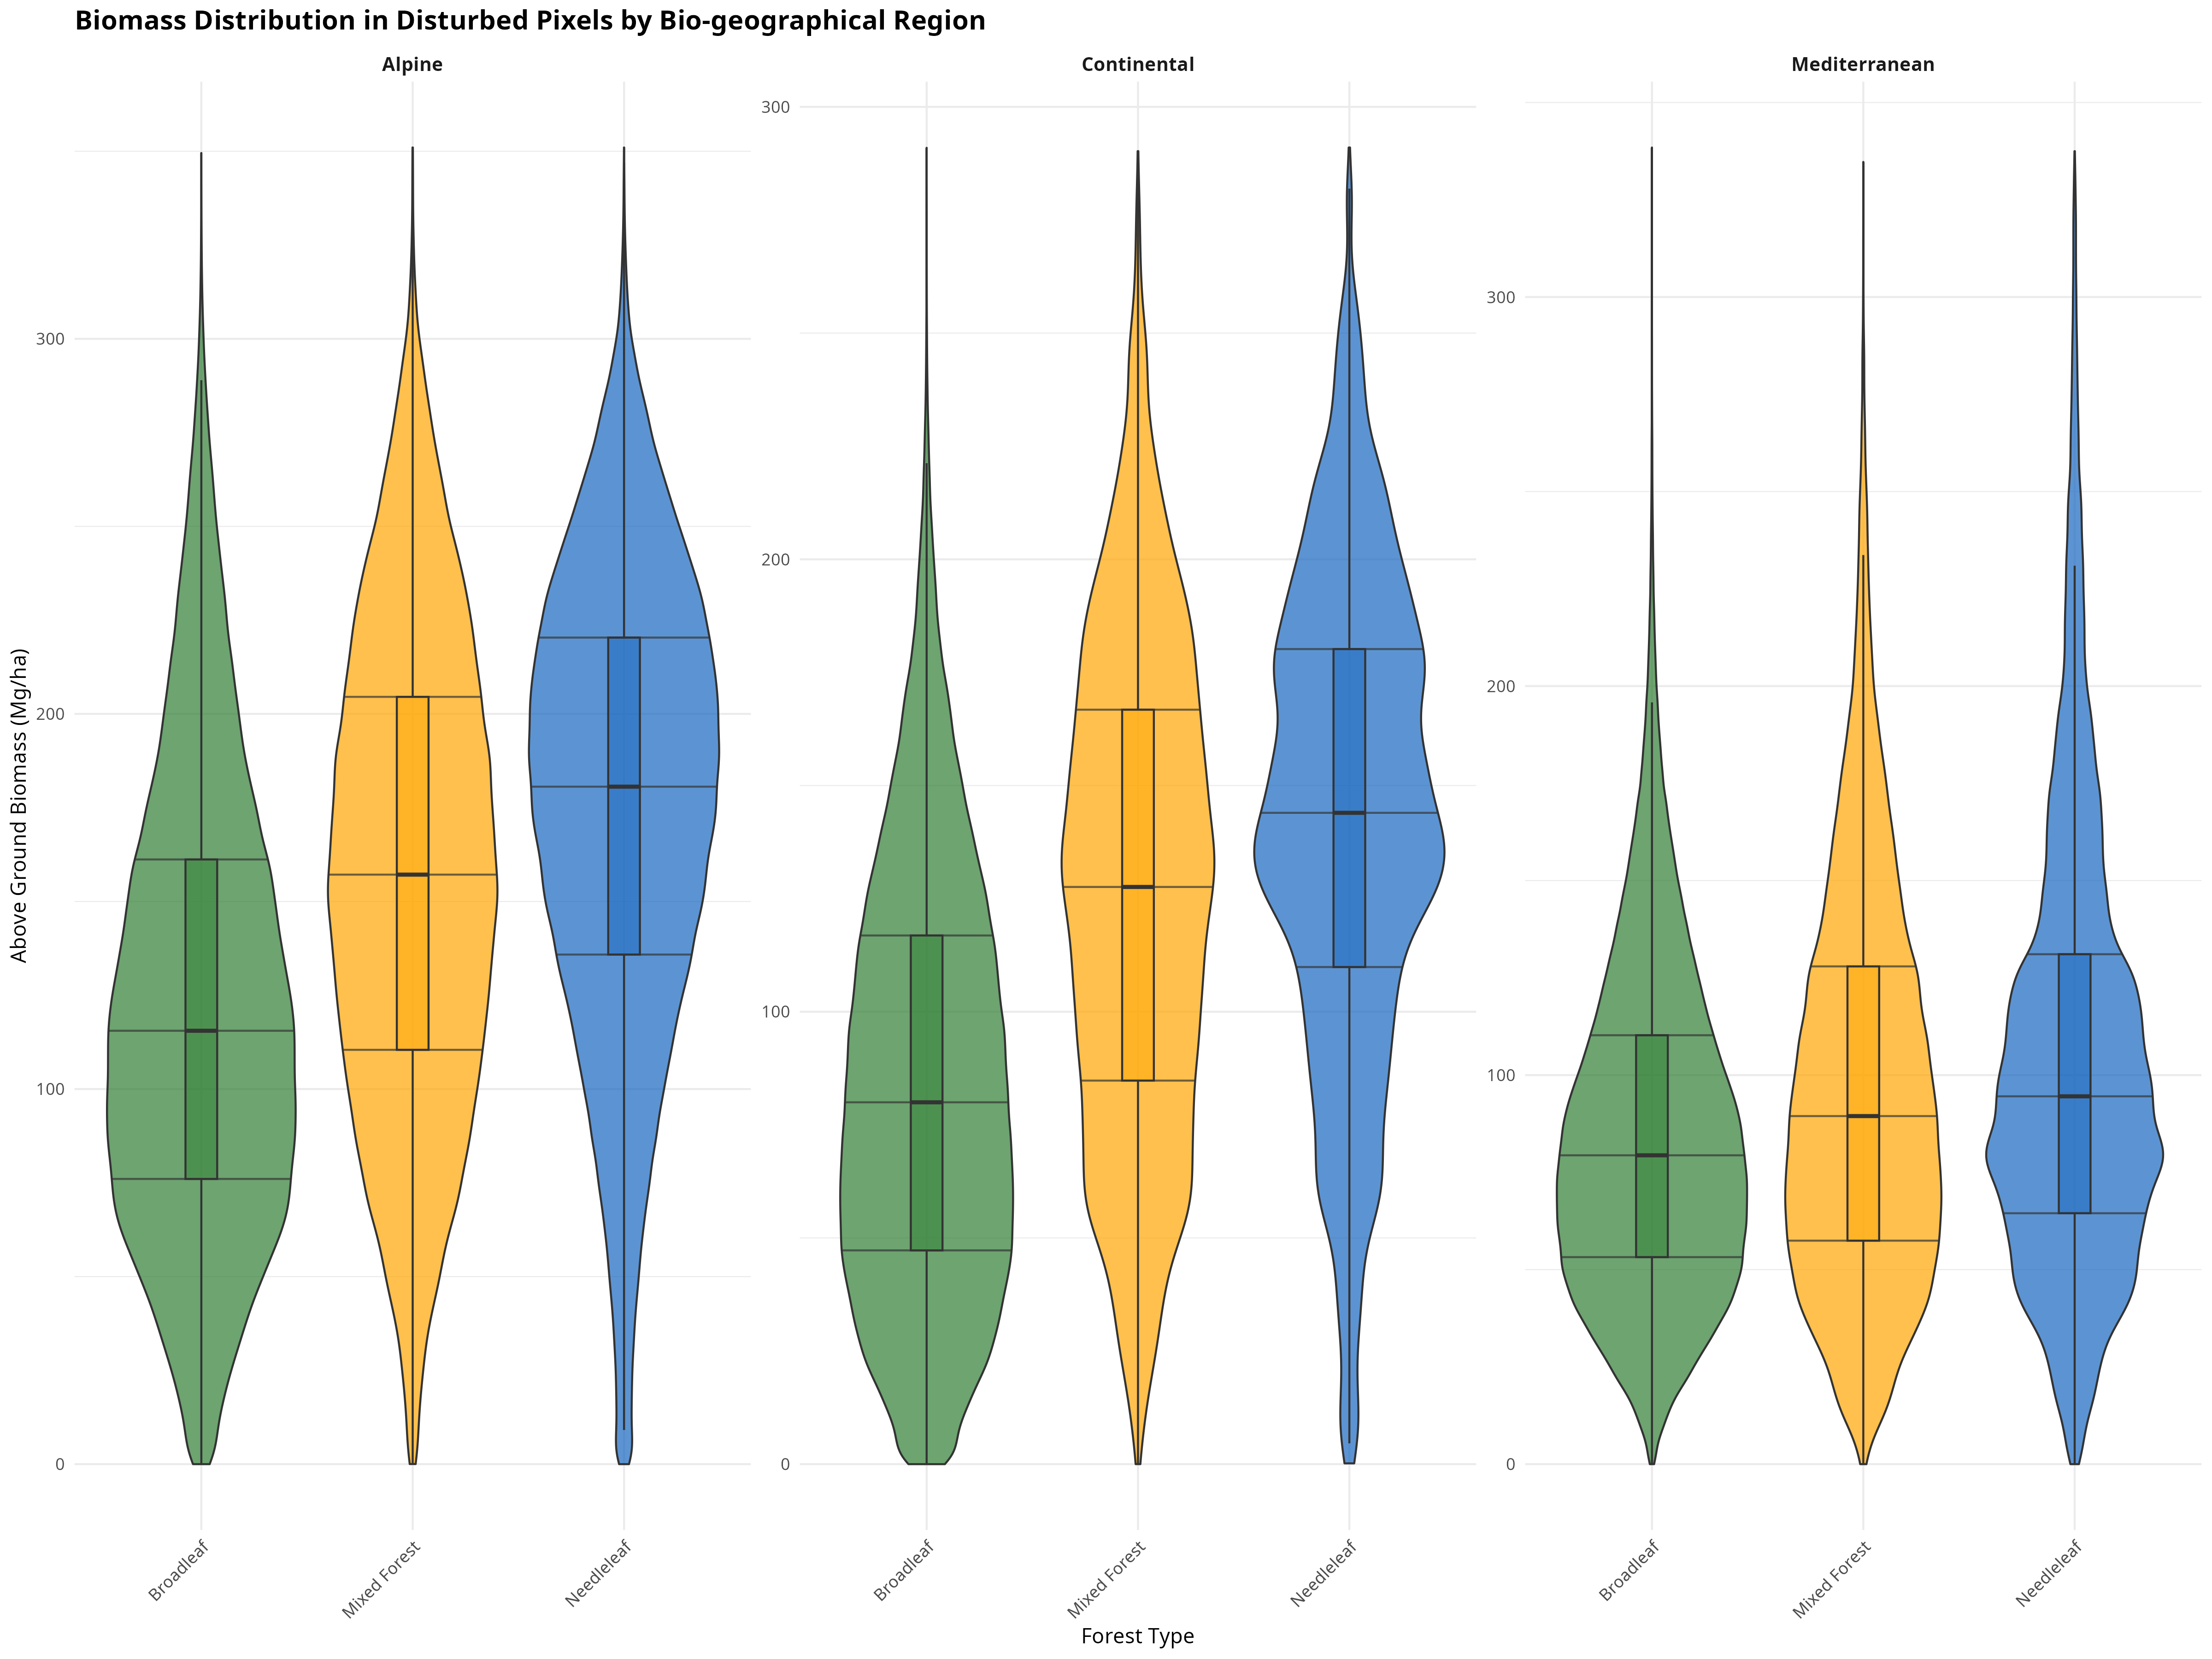 Biomass Distribution in Disturbed Pixels by Bio-geographical Region
Alpine
Continental
Mediterranean
Above Ground Biomass (Mg/ha)
300
200
100
0
300
200
100
0
300
200
100
0
Broadleaf
Mixed Forest
Needleleaf
Broadleaf
Mixed Forest
Needleleaf
Broadleaf
Mixed Forest
Needleleaf
Forest Type